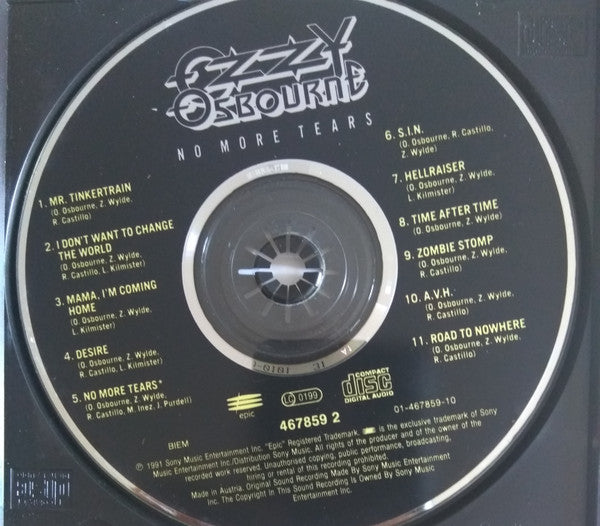 OZZY
OSBOURNE
NO MORE TEARS
1. MR. TINKERTRAIN
(O. Osbourne, Z. Wylde,
R. Castillo)
2. I DON'T WANT TO CHANGE
THE WORLD
(O. Osbourne, Z. Wylde,
R. Castillo, L. Kilmister)
3. MAMA, I'M COMING
HOME
(O. Osbourne, Z. Wylde,
L. Kilmister)
4. DESIRE
(O. Osbourne, Z. Wylde,
R. Castillo, L. Kilmister)
5. NO MORE TEARS*
(O. Osbourne, Z. Wylde,
R. Castillo, M. Inez, J. Purdell)
6. S.I.N.
(O. Osbourne, R. Castillo,
Z. Wylde)
7. HELLRAISER
(O. Osbourne, Z. Wylde,
L. Kilmister)
8. TIME AFTER TIME
(O. Osbourne, Z. Wylde)
9. ZOMBIE STOMP
(O. Osbourne, Z. Wylde,
R. Castillo)
10. A.V.H.
(O. Osbourne, Z. Wylde,
R. Castillo)
11. ROAD TO NOWHERE
(O. Osbourne, Z. Wylde,
R. Castillo)
epic
LC 0199
COMPACT
disc
DIGITAL AUDIO
467859 2
01-467859-10
BIEM
℗ 1991 Sony Music Entertainment Inc. "Epic" Registered Trademark. is the exclusive trademark of Sony
Music Entertainment Inc./Distribution Sony Music. All rights of the producer and of the owner of the
recorded work reserved. Unauthorised copying, public performance, broadcasting,
hiring or rental of this recording prohibited.
Made in Austria. Original Sound Recording Made By Sony Music Entertainment
Inc. The Copyright In This Sound Recording Is Owned By Sony Music
Entertainment Inc.